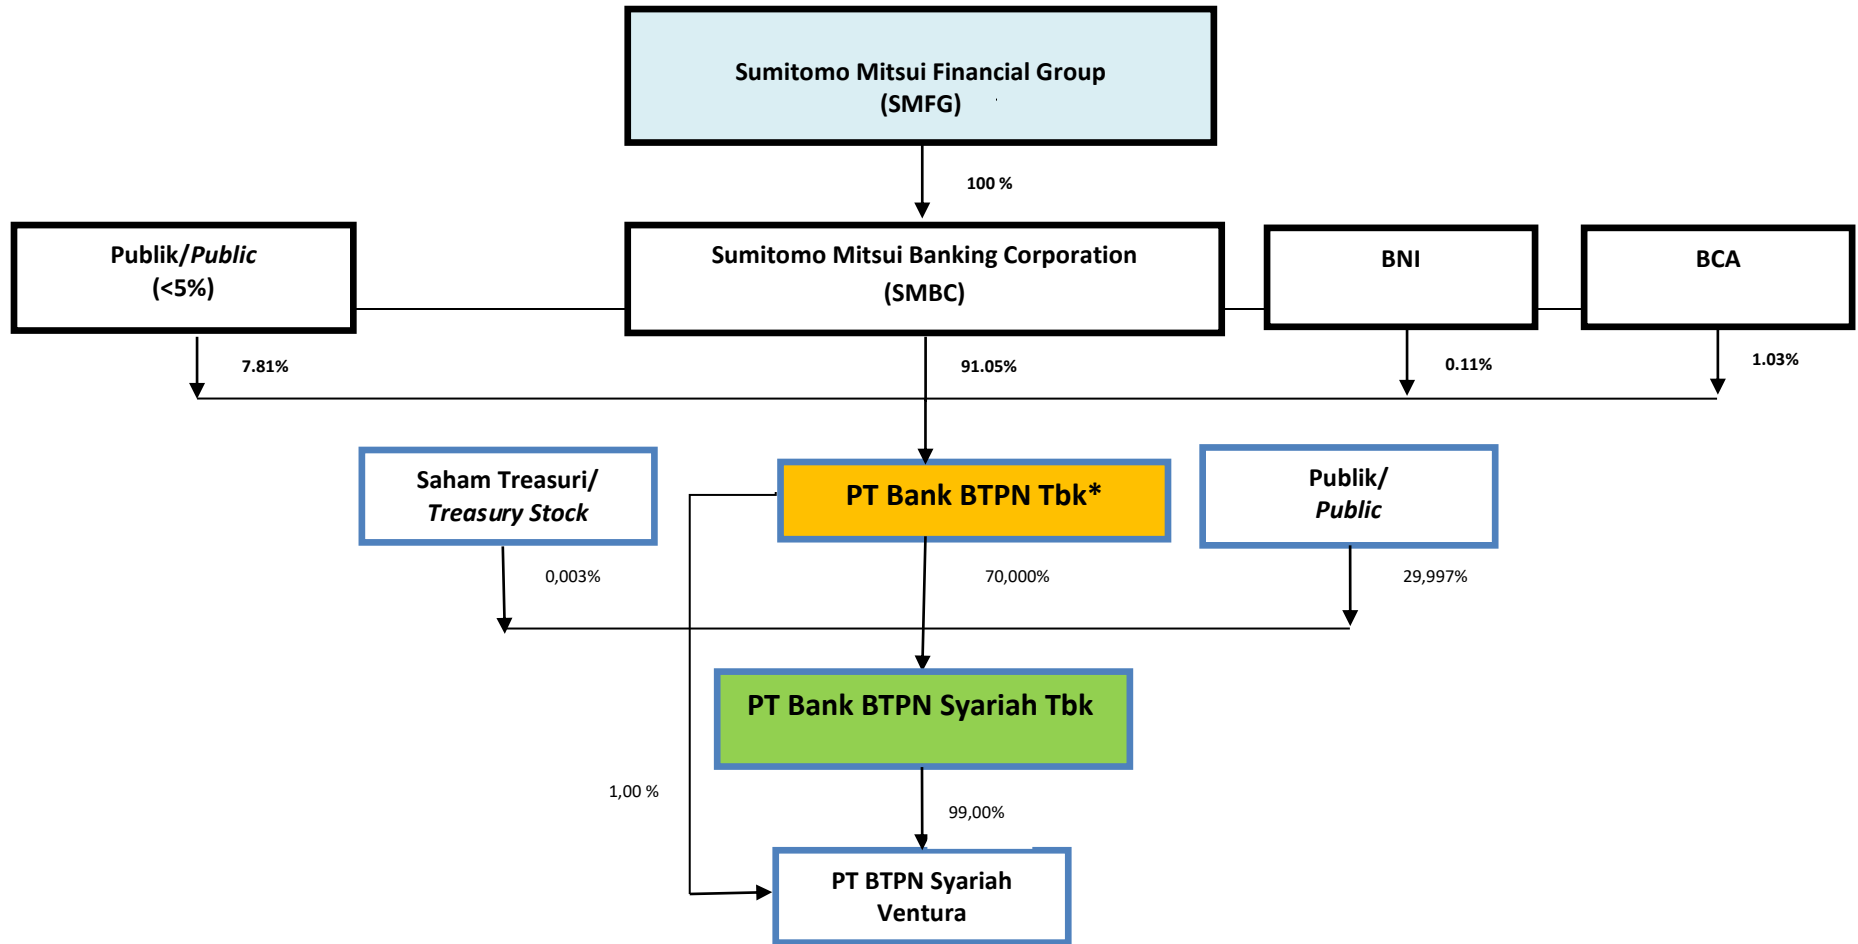 Sumitomo Mitsui Financial Group
(SMFG)
100 %
Publik/Public
(<5%)
Sumitomo Mitsui Banking Corporation
(SMBC)
BNI
BCA
7.81%
91.05%
0.11%
1.03%
Saham Treasuri/
Treasury Stock
PT Bank BTPN Tbk*
Publik/
Public
0,003%
70,000%
29,997%
PT Bank BTPN Syariah Tbk
1,00 %
99,00%
PT BTPN Syariah
Ventura